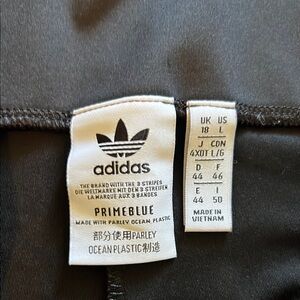 adidas
THE BRAND WITH THE 3 STRIPES
DIE WELTMARKE MIT DEN 3 STREIFEN
LA MARQUE AUX 3 BANDES
PRIMEBLUE
MADE WITH PARLEY OCEAN PLASTIC
部分使用PARLEY
OCEAN PLASTIC制造
UK US
18 L
J CDN
4XOT L/G
D F
44 46
E I
44 50
MADE IN
VIETNAM